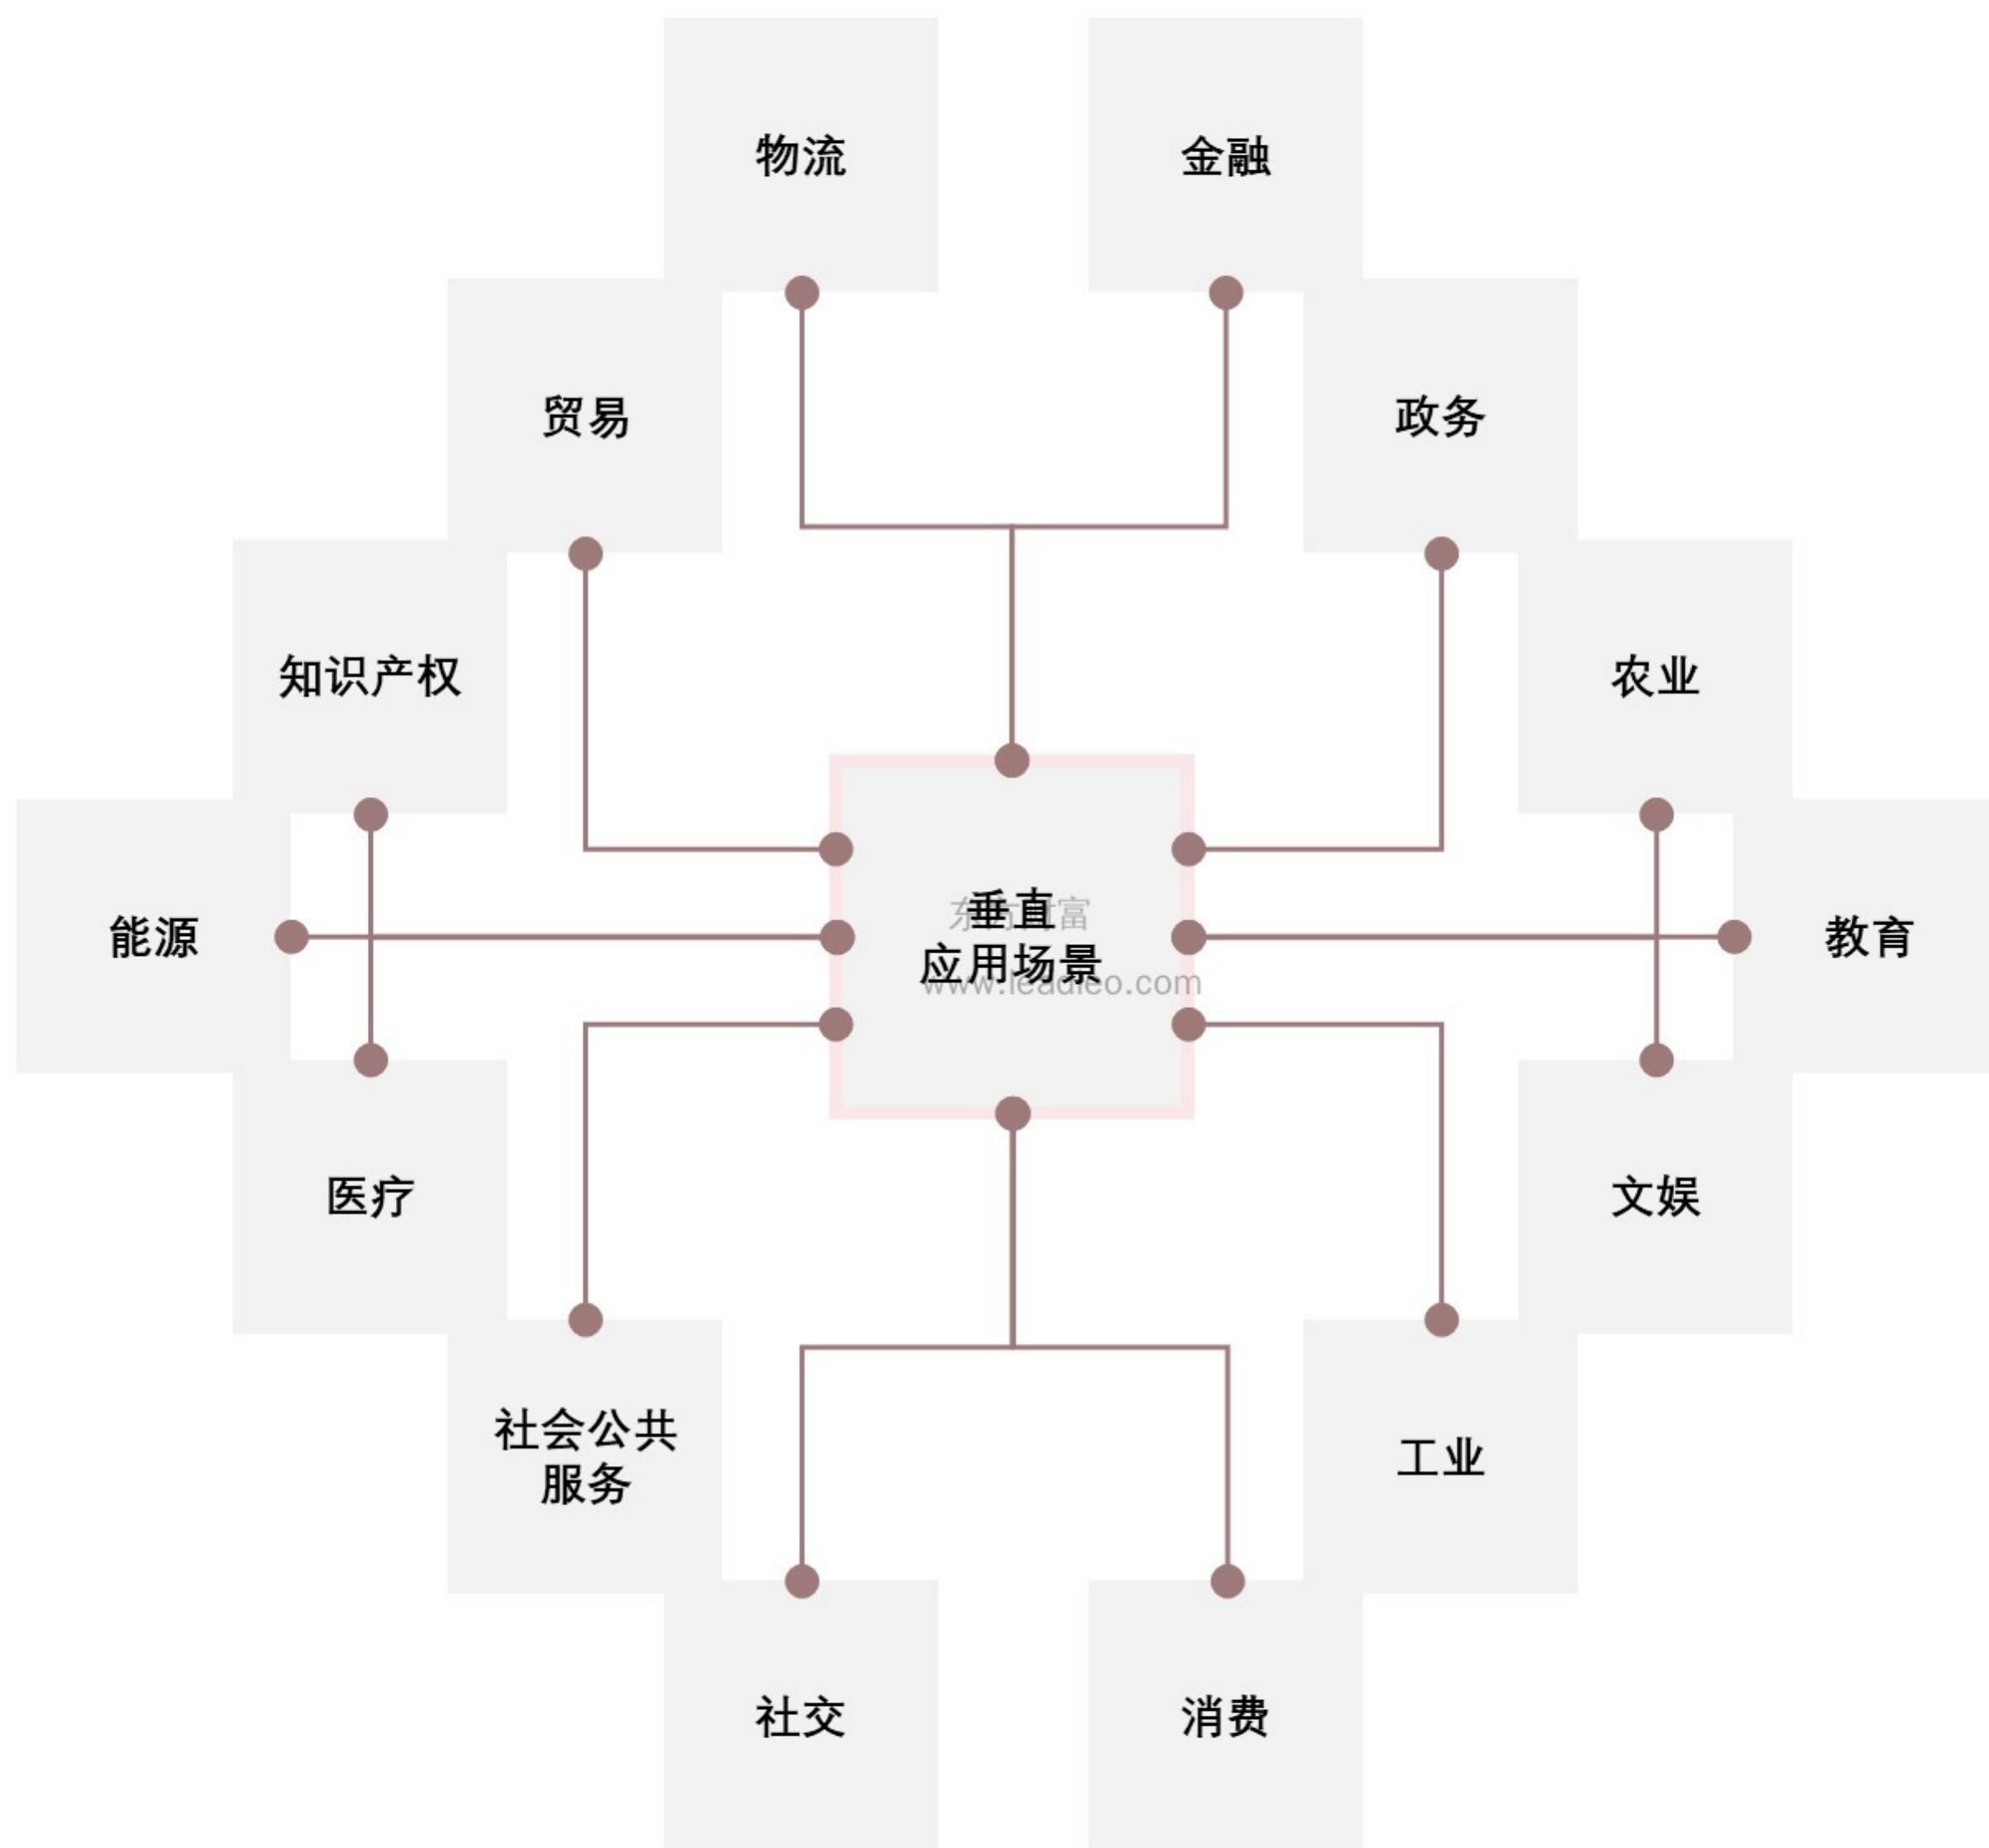 物流
金融
贸易
政务
知识产权
农业
垂直
应用场景
www.leadleo.com
能源
教育
医疗
文娱
社会公共
服务
工业
社交
消费